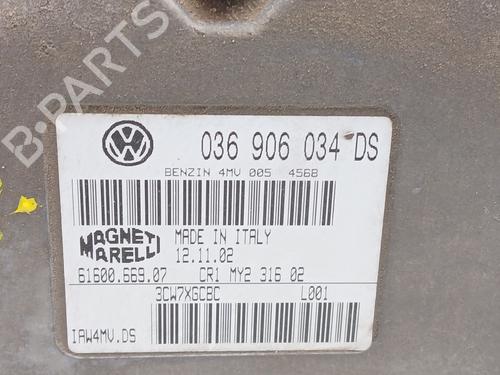 B-PARTS
VW
036 906 034 DS
BENZIN 4MV 005 4568
MAGNETI MARELLI
MADE IN ITALY
12.11.02
61600.669.07 CR1 MY2 316 02
3CW7XGCBC L001
IAW4MV.DS